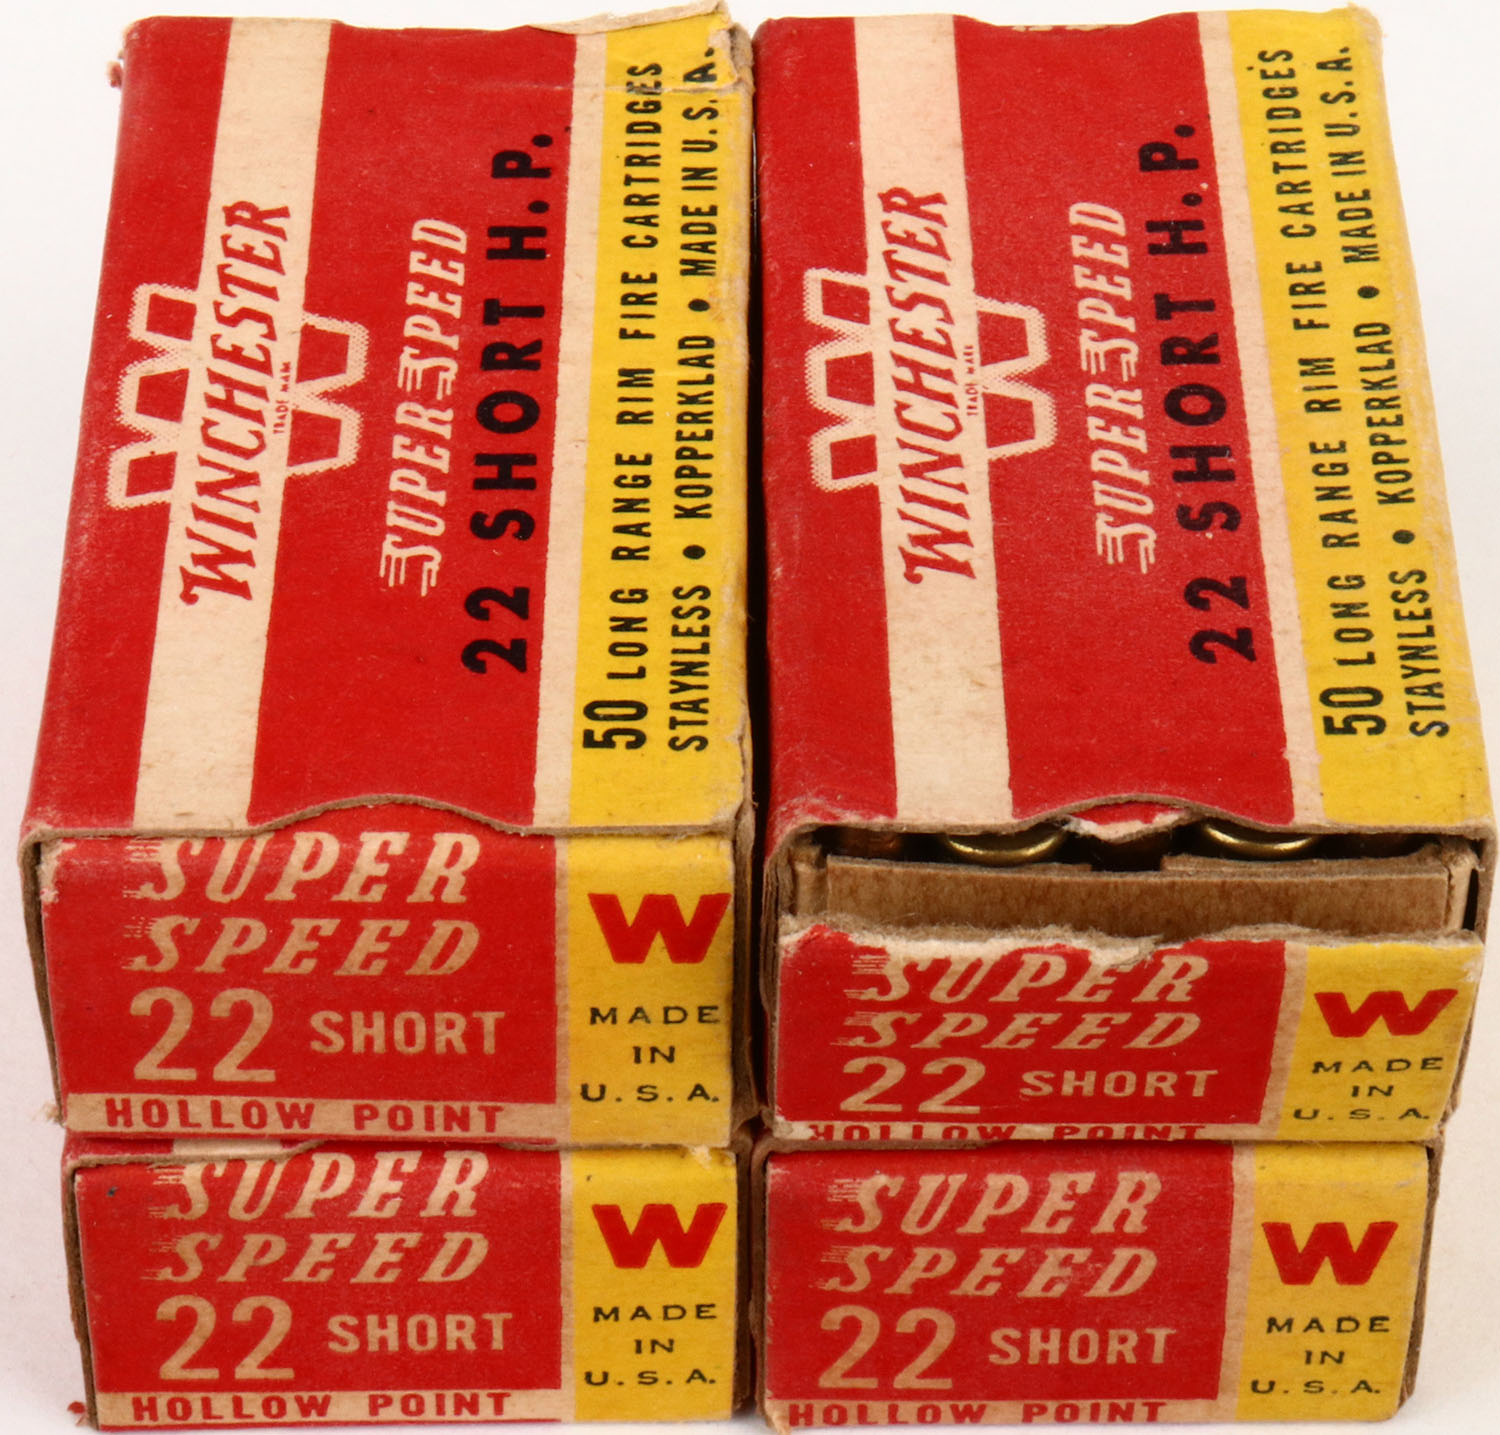 W
WINCHESTER
TRADE MARK
SUPER-SPEED
22 SHORT H.P.
50 LONG RANGE RIM FIRE CARTRIDGES
STAYNLESS • KOPPERKLAD • MADE IN U.S.A.
W
WINCHESTER
TRADE MARK
SUPER-SPEED
22 SHORT H.P.
50 LONG RANGE RIM FIRE CARTRIDGES
STAYNLESS • KOPPERKLAD • MADE IN U.S.A.
SUPER
SPEED
22 SHORT
HOLLOW POINT
W
MADE
IN
U.S.A.
SUPER
SPEED
22 SHORT
HOLLOW POINT
W
MADE
IN
U.S.A.
SUPER
SPEED
22 SHORT
HOLLOW POINT
W
MADE
IN
U.S.A.
SUPER
SPEED
22 SHORT
HOLLOW POINT
W
MADE
IN
U.S.A.